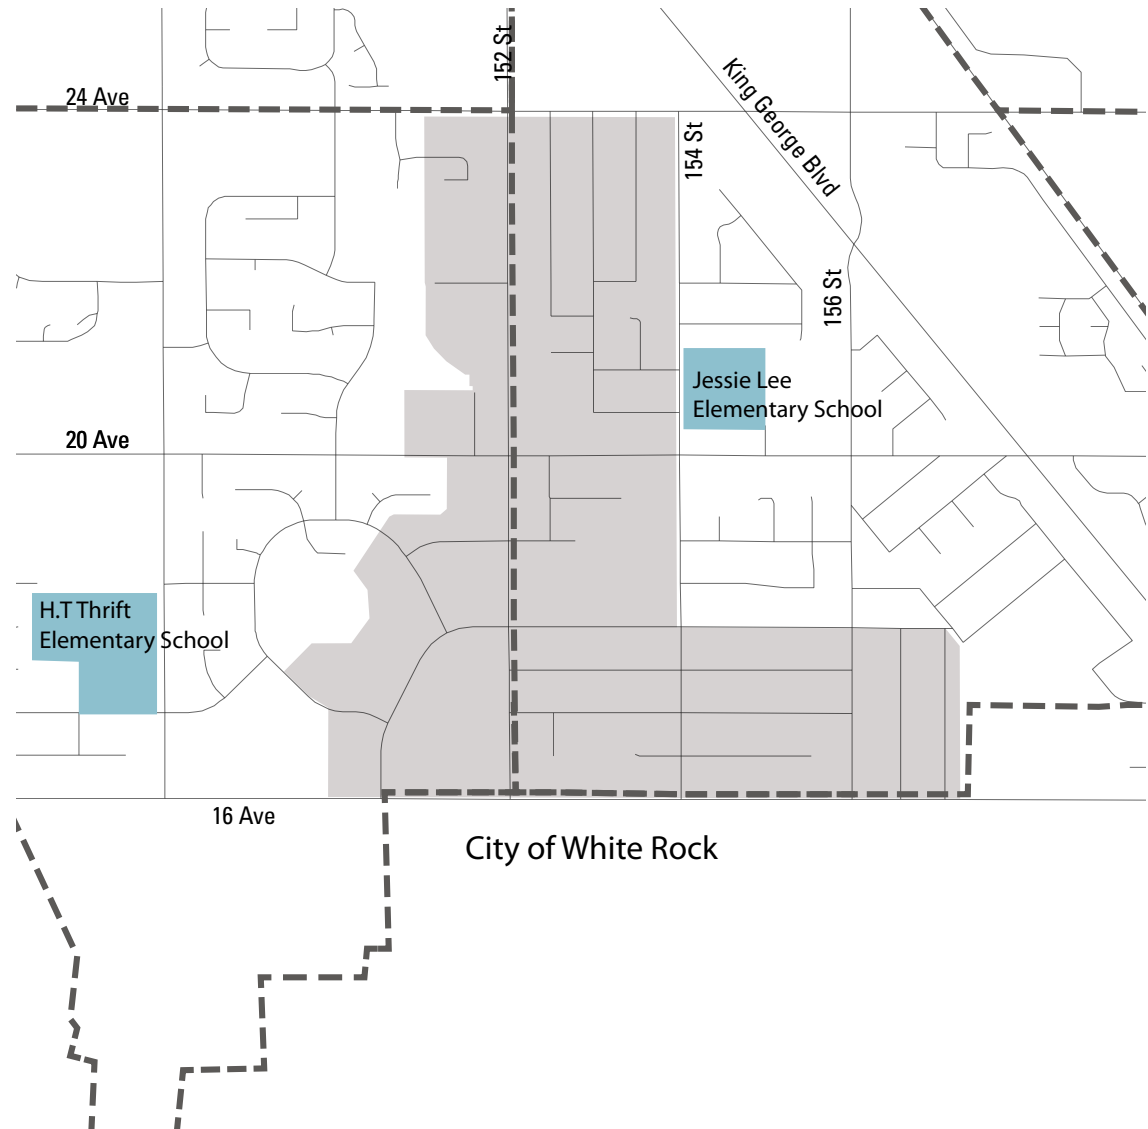 152 St
24 Ave
King George Blvd
154 St
156 St
Jessie Lee
Elementary School
20 Ave
H.T Thrift
Elementary School
16 Ave
City of White Rock